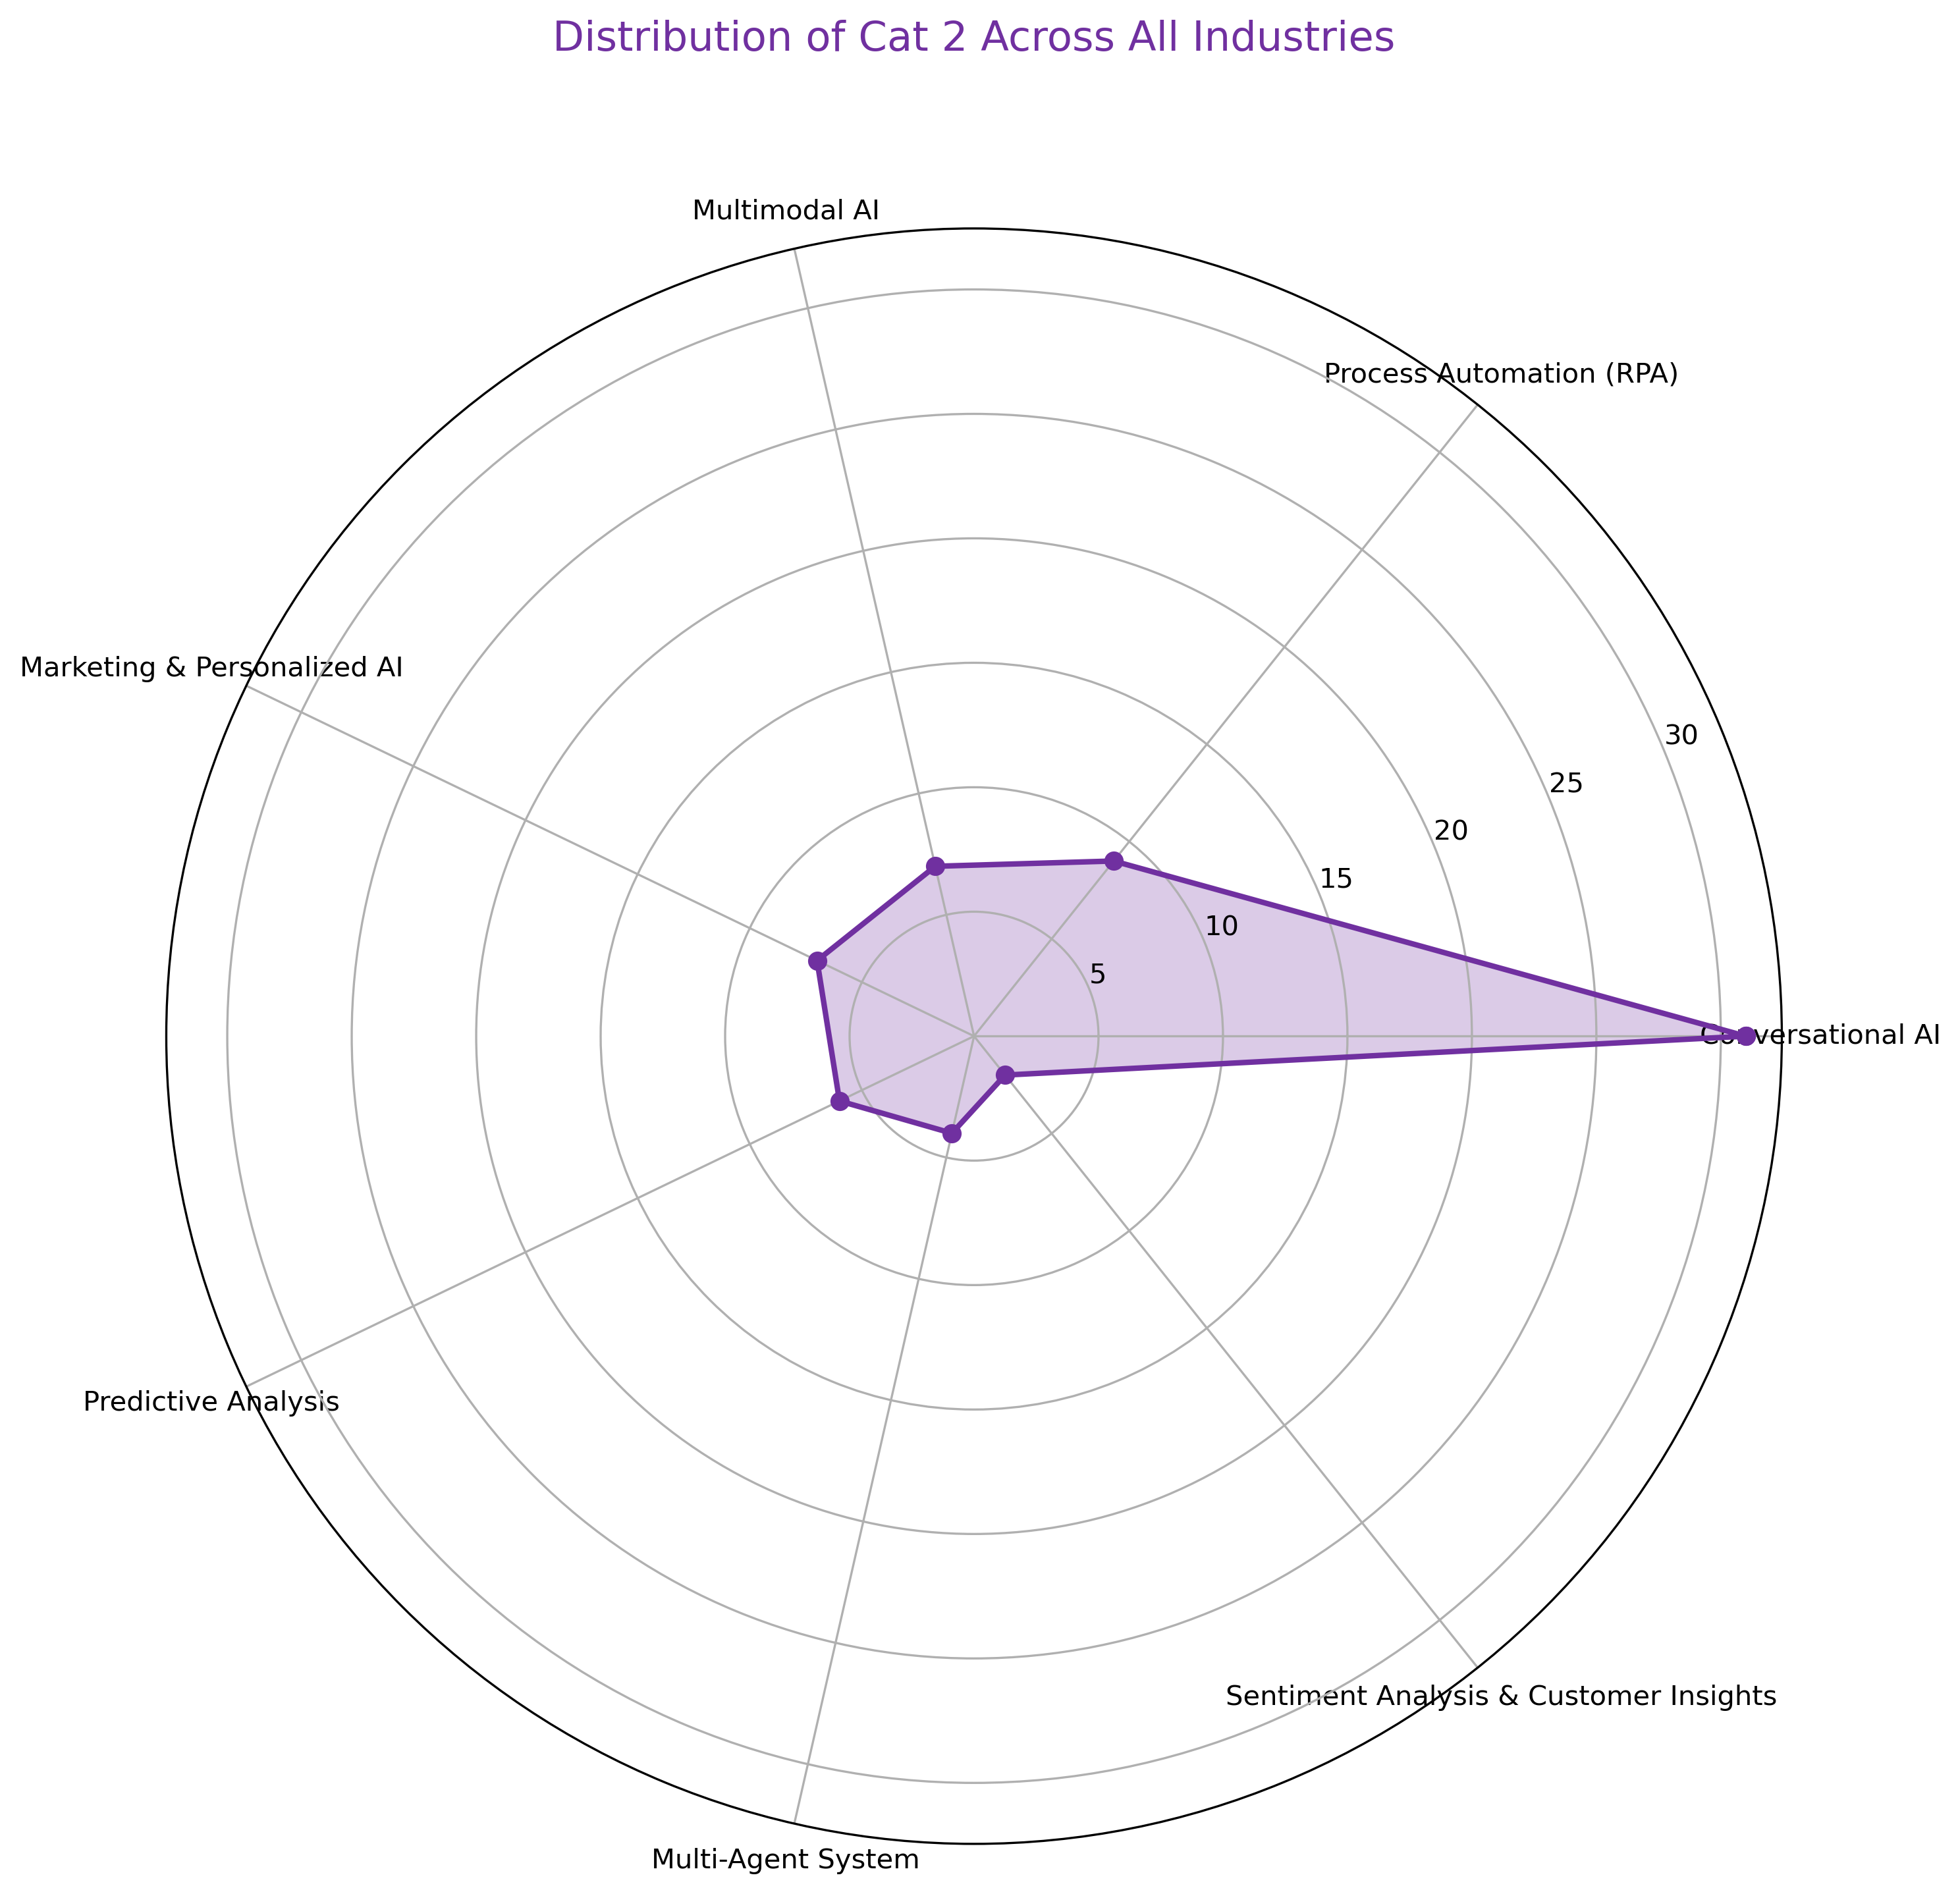 Distribution of Cat 2 Across All Industries
Multimodal AI
Process Automation (RPA)
Marketing & Personalized AI
30
25
20
15
10
5
Conversational AI
Predictive Analysis
Sentiment Analysis & Customer Insights
Multi-Agent System